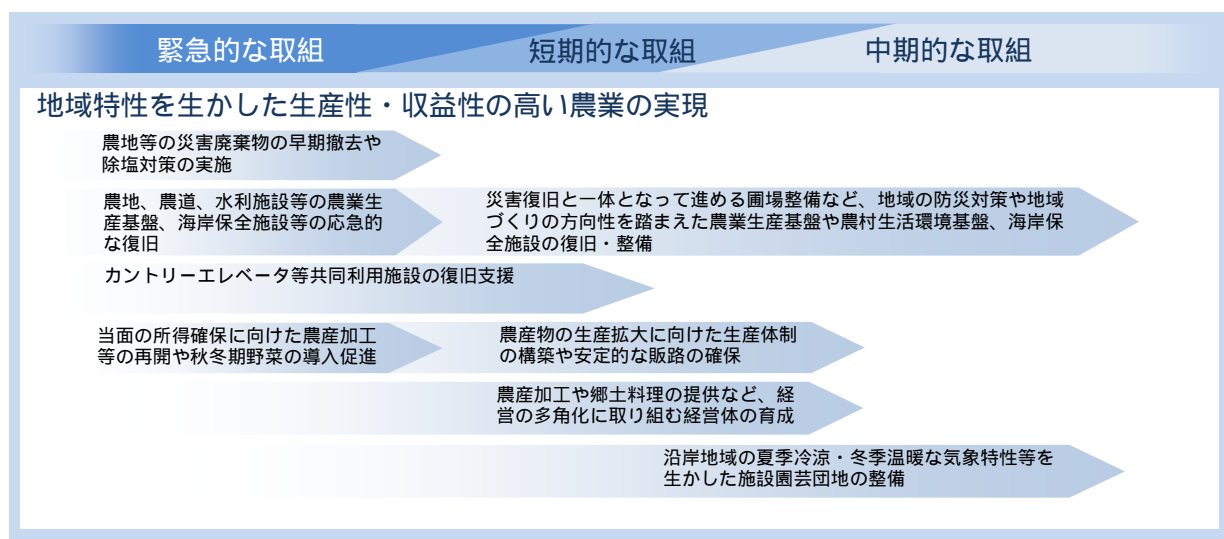 緊急的な取組
短期的な取組
中期的な取組
地域特性を生かした生産性・収益性の高い農業の実現
農地等の災害廃棄物の早期撤去や
除塩対策の実施
農地、農道、水利施設等の農業生
産基盤、海岸保全施設等の応急的
な復旧
災害復旧と一体となって進める圃場整備など、地域の防災対策や地域
づくりの方向性を踏まえた農業生産基盤や農村生活環境基盤、海岸保
全施設の復旧・整備
カントリーエレベータ等共同利用施設の復旧支援
当面の所得確保に向けた農産加工
等の再開や秋冬期野菜の導入促進
農産物の生産拡大に向けた生産体制
の構築や安定的な販路の確保
農産加工や郷土料理の提供など、経
営の多角化に取り組む経営体の育成
沿岸地域の夏季冷涼・冬季温暖な気象特性等を
生かした施設園芸団地の整備